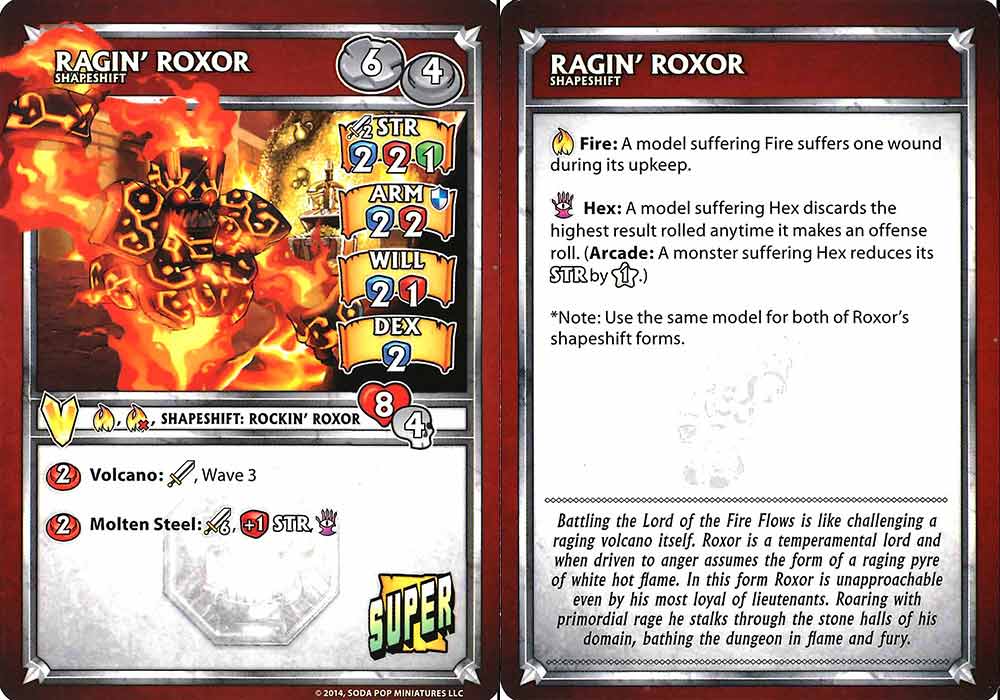 RAGIN' ROXOR
SHAPESHIFT
6
4
2 STR
2 2 1
ARM
2 2
WILL
2 1
DEX
2
8
4
, , SHAPESHIFT: ROCKIN' ROXOR
2 Volcano: , Wave 3
2 Molten Steel: 6, +1 STR
SUPER
© 2014, SODA POP MINIATURES LLC
RAGIN' ROXOR
SHAPESHIFT
Fire: A model suffering Fire suffers one wound
during its upkeep.
Hex: A model suffering Hex discards the
highest result rolled anytime it makes an offense
roll. (Arcade: A monster suffering Hex reduces its
STR by 1.)
*Note: Use the same model for both of Roxor's
shapeshift forms.
Battling the Lord of the Fire Flows is like challenging a
raging volcano itself. Roxor is a temperamental lord and
when driven to anger assumes the form of a raging pyre
of white hot flame. In this form Roxor is unapproachable
even by his most loyal of lieutenants. Roaring with
primordial rage he stalks through the stone halls of his
domain, bathing the dungeon in flame and fury.